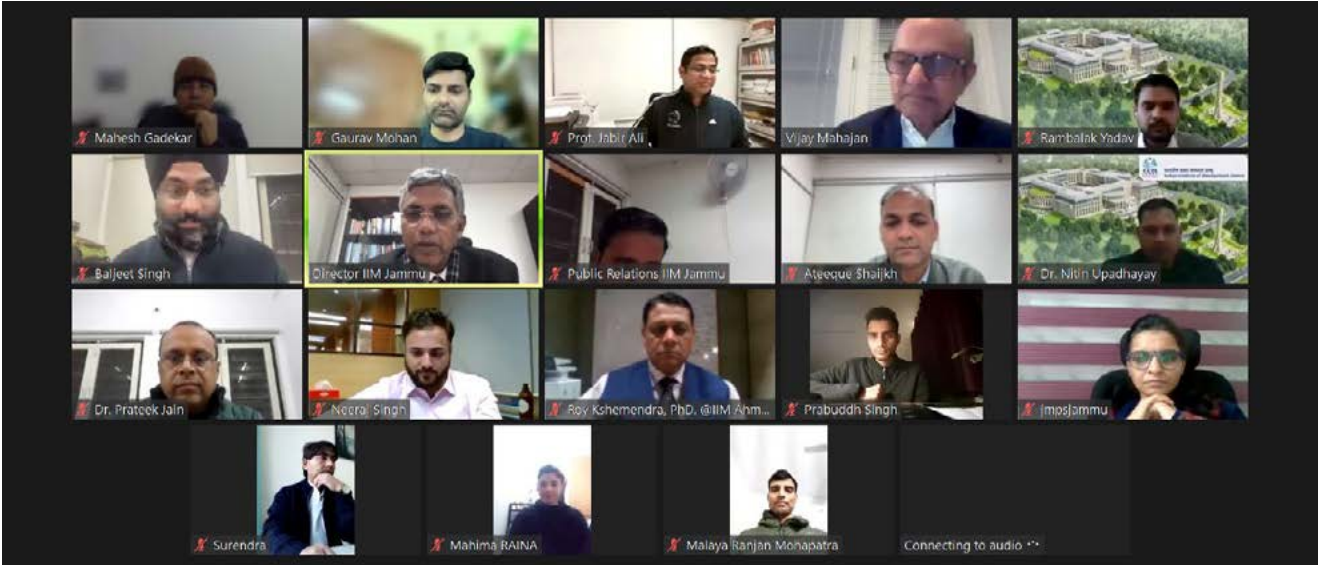 Mahesh Gadekar
Gaurav Mohan
Prof. Jabir Ali
Vijay Mahajan
Rambalak Yadav
Baljeet Singh
Director IIM Jammu
Public Relations IIM Jammu
Ateeque Shaijkh
Dr. Nitin Upadhayay
Dr. Prateek Jain
Neeraj Singh
Roy Kshemendra, PhD. @IIM Ahm...
Prabuddh Singh
JmpsJammu
Surendra
Mahima RAINA
Malaya Ranjan Mohapatra
Connecting to audio